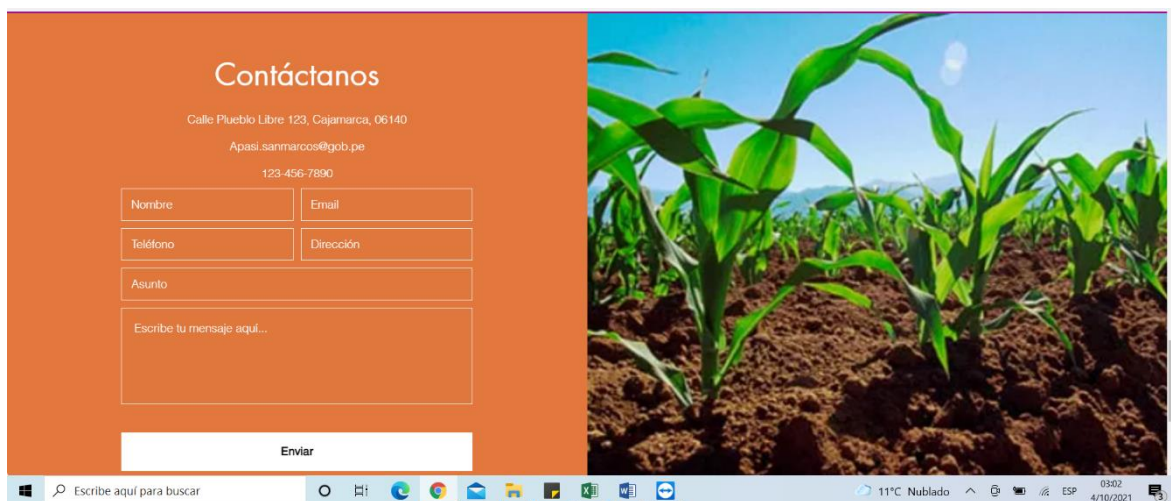 Contáctanos
Calle Plueblo Libre 123, Cajamarca, 06140
Apasi.sanmarcos@gob.pe
123-456-7890
Nombre
Email
Teléfono
Dirección
Asunto
Escribe tu mensaje aquí...
Enviar
Escribe aquí para buscar
11°C Nublado
ESP
03:02
4/10/2021